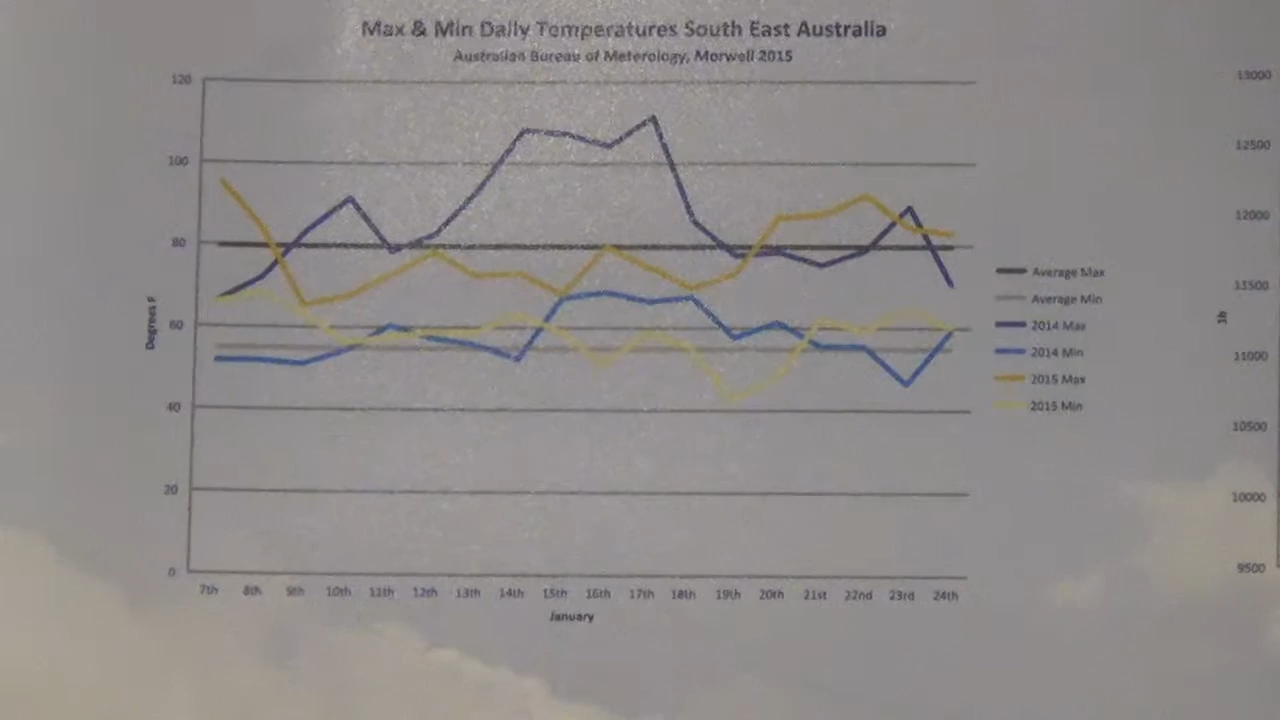 Max & Min Daily Temperatures South East Australia
Australian Bureau of Meterology, Morwell 2015
120
100
80
60
40
20
0
Degrees F
7th 8th 9th 10th 11th 12th 13th 14th 15th 16th 17th 18th 19th 20th 21st 22nd 23rd 24th
January
Average Max
Average Min
2014 Max
2014 Min
2015 Max
2015 Min
13000
12500
12000
11500
11000
10500
10000
9500
lb